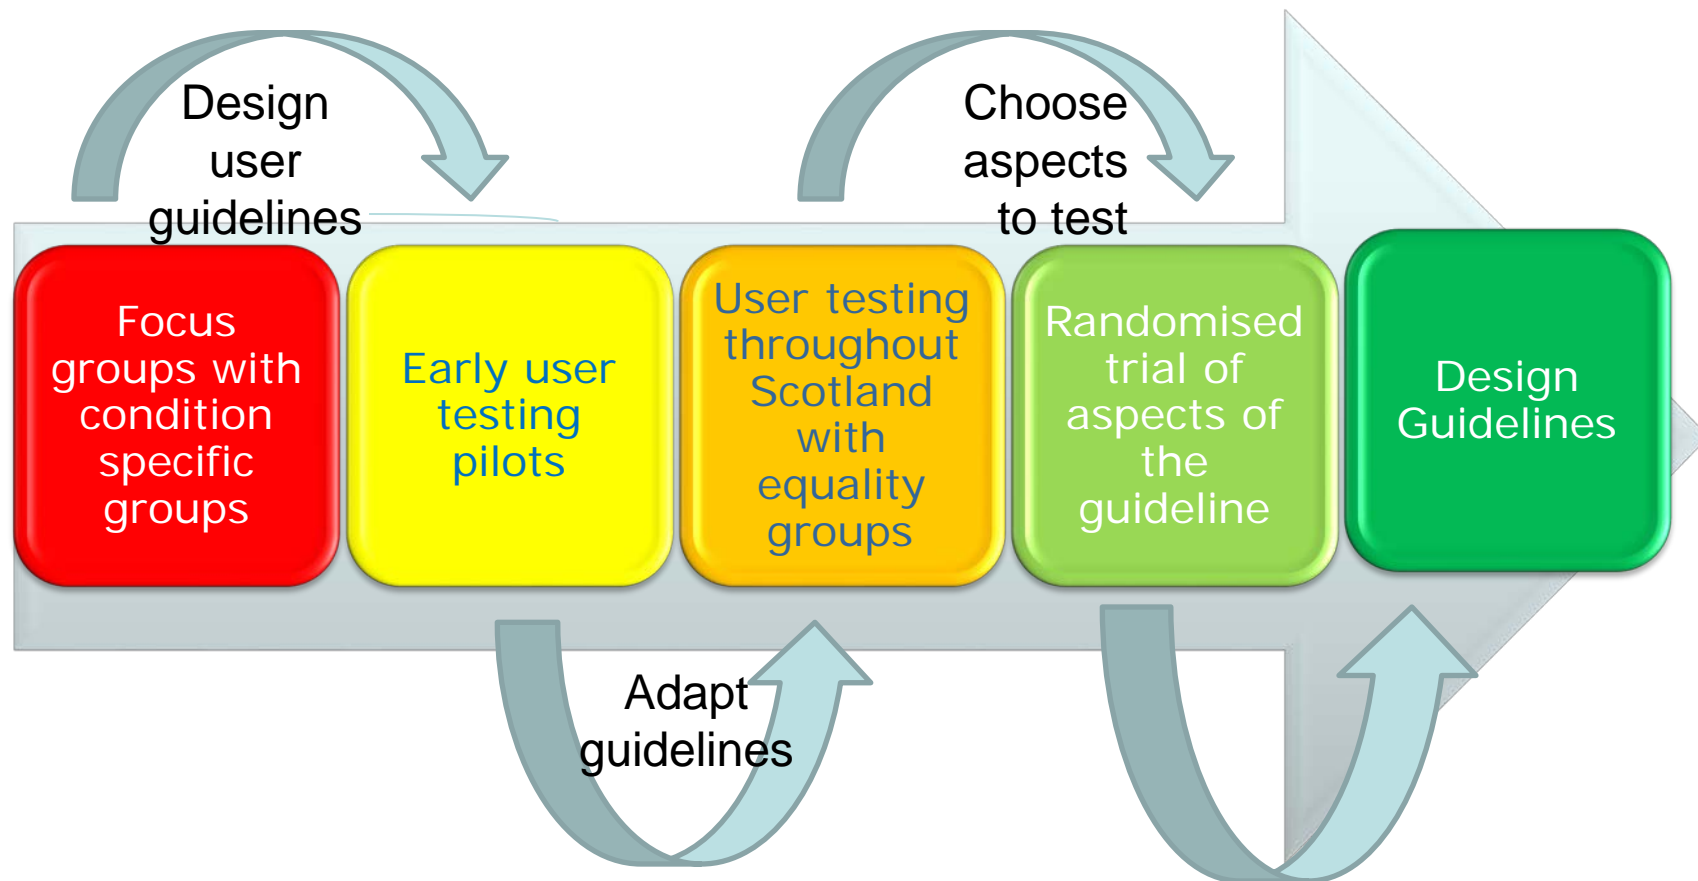 Design
user
guidelines
Choose
aspects
to test
Focus
groups with
condition
specific
groups
Early user
testing
pilots
User testing
throughout
Scotland
with
equality
groups
Randomised
trial of
aspects of
the
guideline
Design
Guidelines
Adapt
guidelines